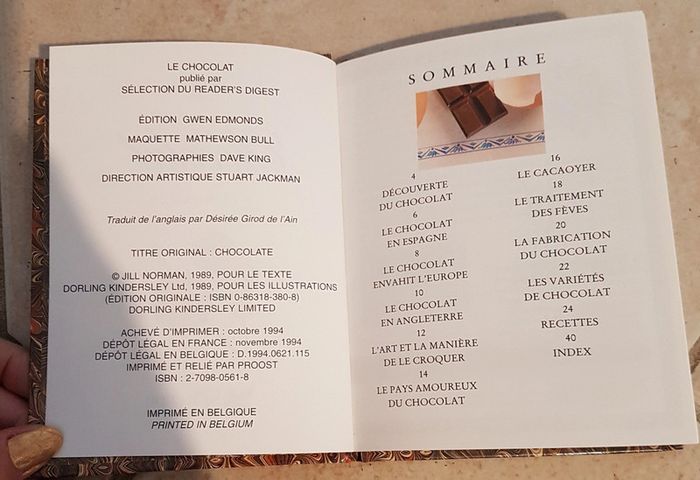 LE CHOCOLAT
publié par
SÉLECTION DU READER'S DIGEST
ÉDITION GWEN EDMONDS
MAQUETTE MATHEWSON BULL
PHOTOGRAPHIES DAVE KING
DIRECTION ARTISTIQUE STUART JACKMAN
Traduit de l'anglais par Désirée Girod de l'Ain
TITRE ORIGINAL : CHOCOLATE
© JILL NORMAN, 1989, POUR LE TEXTE
DORLING KINDERSLEY Ltd, 1989, POUR LES ILLUSTRATIONS
(ÉDITION ORIGINALE : ISBN 0-86318-380-8)
DORLING KINDERSLEY LIMITED
ACHEVÉ D'IMPRIMER : octobre 1994
DÉPÔT LÉGAL EN FRANCE : novembre 1994
DÉPÔT LÉGAL EN BELGIQUE : D.1994.0621.115
IMPRIMÉ ET RELIÉ PAR PROOST
ISBN : 2-7098-0561-8
IMPRIMÉ EN BELGIQUE
PRINTED IN BELGIUM
SOMMAIRE
4
DÉCOUVERTE
DU CHOCOLAT
6
LE CHOCOLAT
EN ESPAGNE
8
LE CHOCOLAT
ENVAHIT L'EUROPE
10
LE CHOCOLAT
EN ANGLETERRE
12
L'ART ET LA MANIÈRE
DE LE CROQUER
14
LE PAYS AMOUREUX
DU CHOCOLAT
16
LE CACAOYER
18
LE TRAITEMENT
DES FÈVES
20
LA FABRICATION
DU CHOCOLAT
22
LES VARIÉTÉS
DE CHOCOLAT
24
RECETTES
40
INDEX